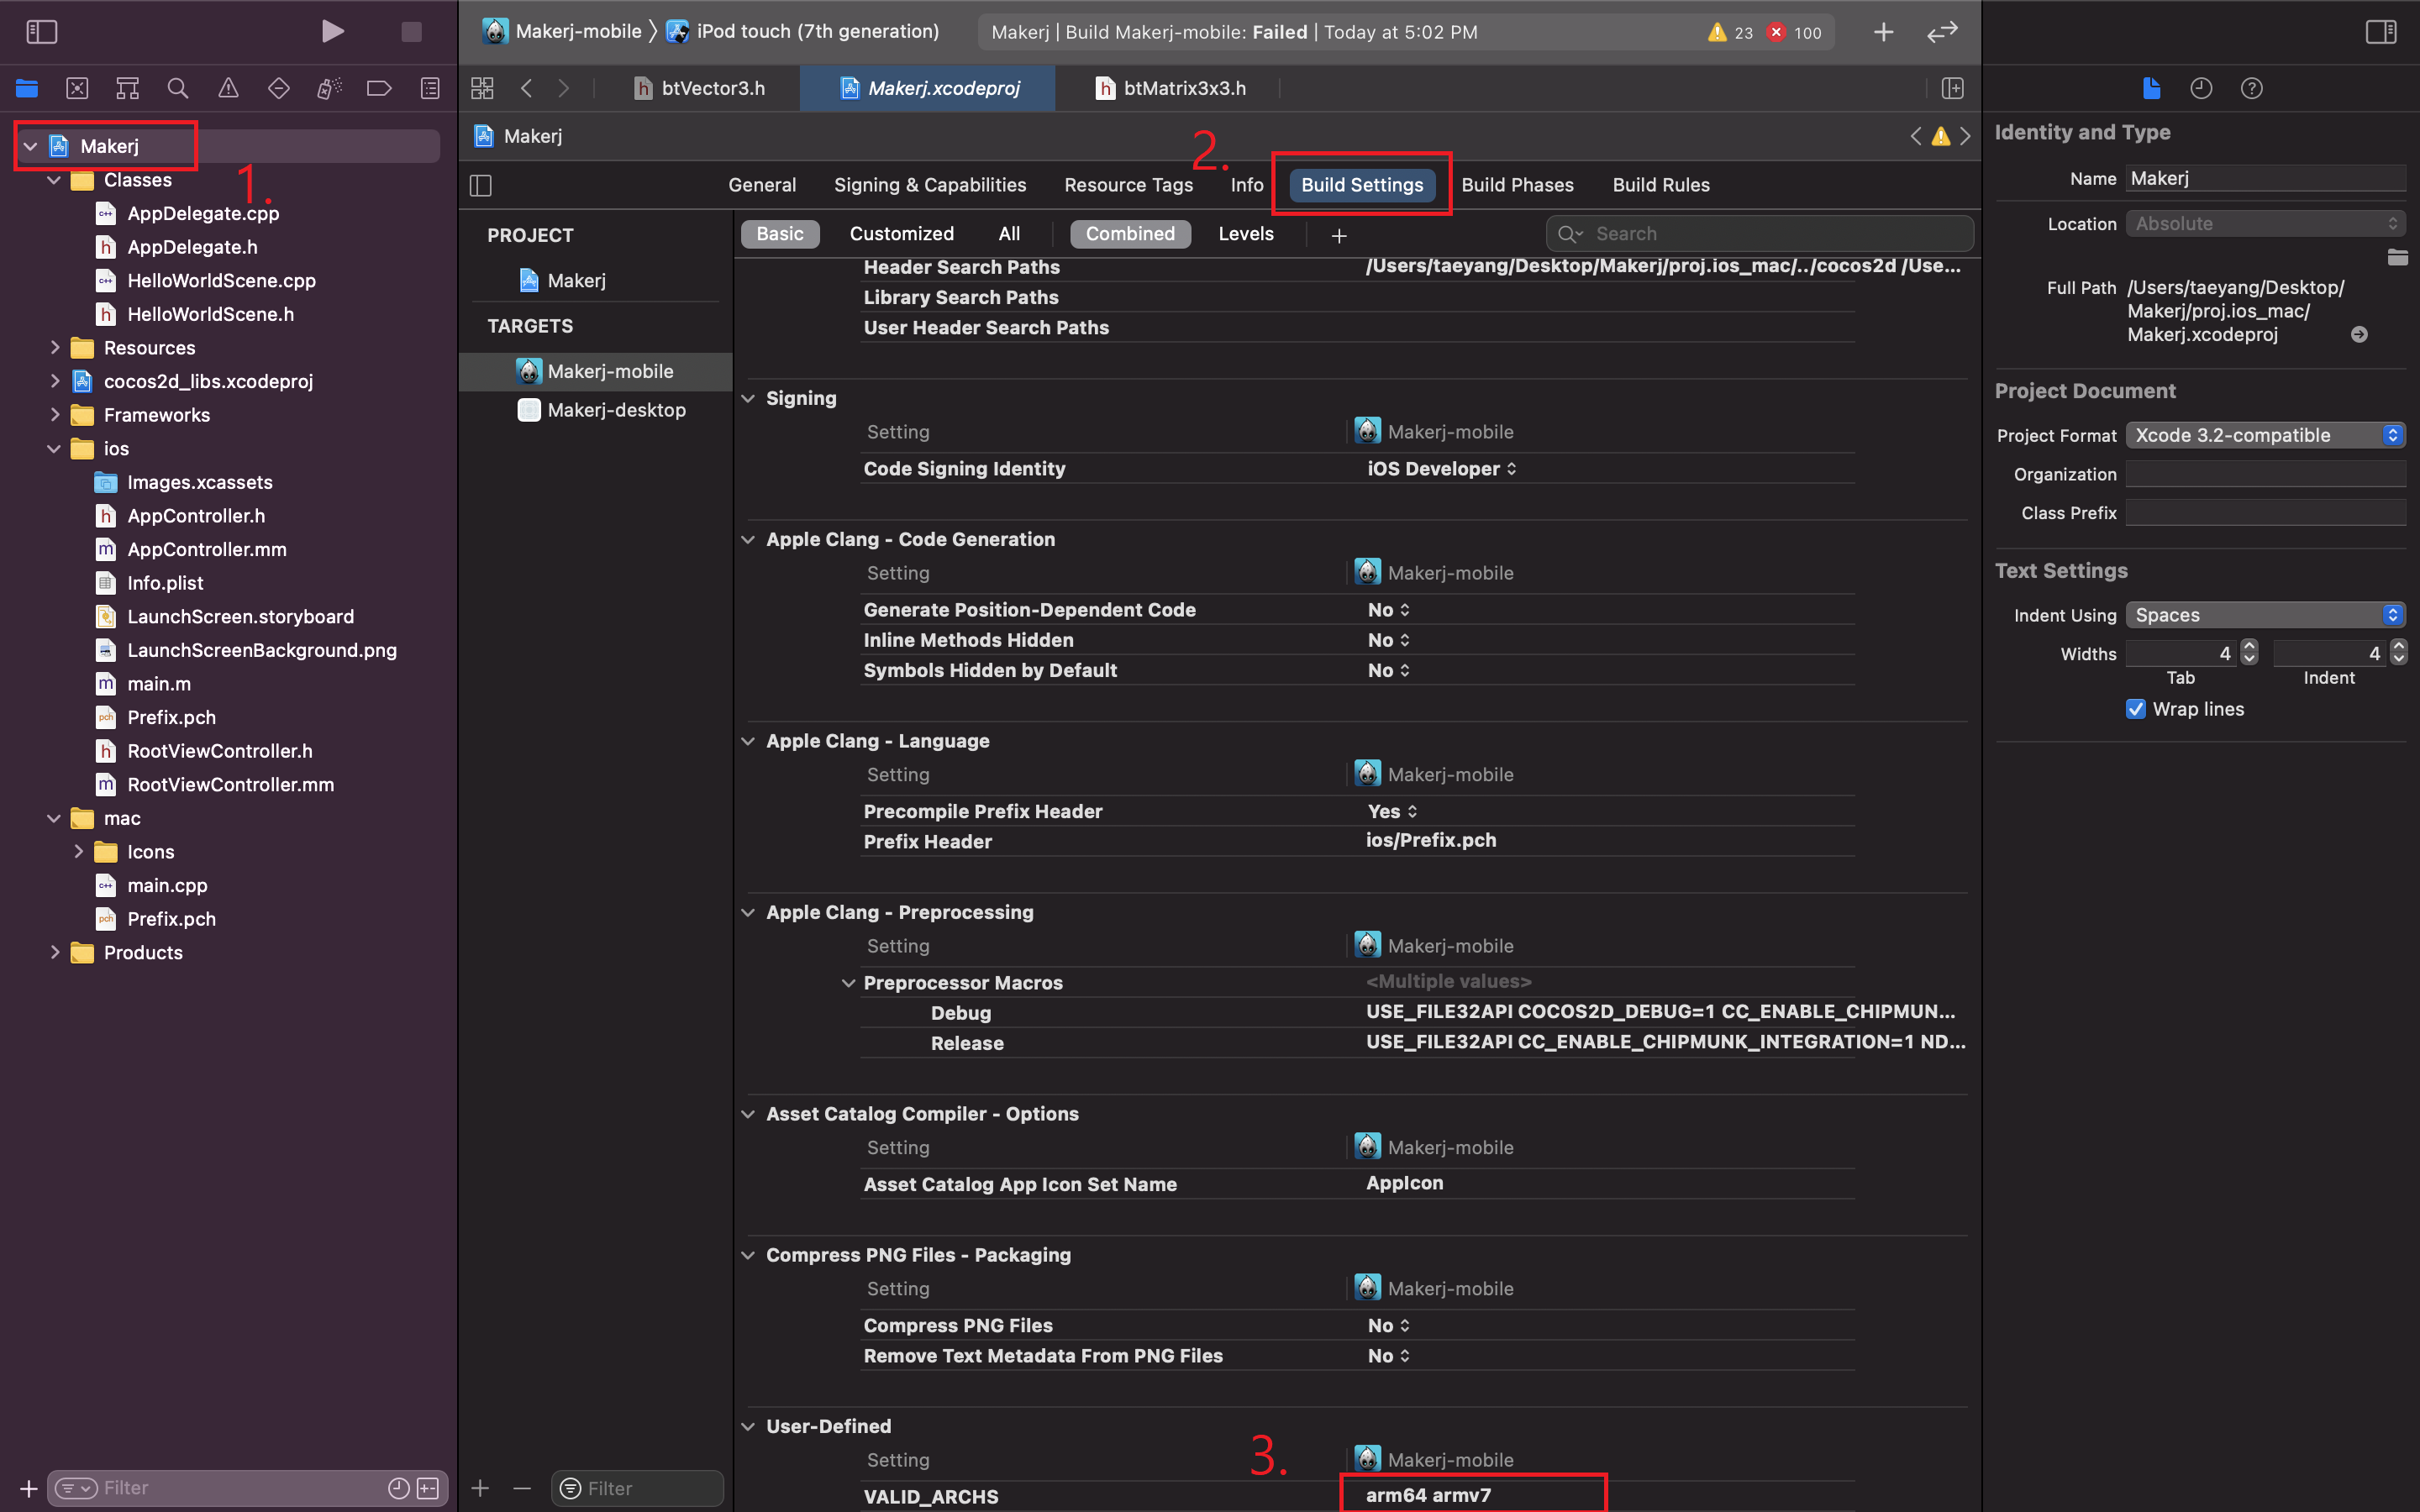 Makerj-mobile 〉 iPod touch (7th generation)
Makerj | Build Makerj-mobile: Failed | Today at 5:02 PM
23
100
btVector3.h
Makerj.xcodeproj
btMatrix3x3.h
Makerj
1.
Classes
AppDelegate.cpp
AppDelegate.h
HelloWorldScene.cpp
HelloWorldScene.h
Resources
cocos2d_libs.xcodeproj
Frameworks
ios
Images.xcassets
AppController.h
AppController.mm
Info.plist
LaunchScreen.storyboard
LaunchScreenBackground.png
main.m
Prefix.pch
RootViewController.h
RootViewController.mm
mac
Icons
main.cpp
Prefix.pch
Products
Filter
Makerj
2.
General
Signing & Capabilities
Resource Tags
Info
Build Settings
Build Phases
Build Rules
PROJECT
Makerj
TARGETS
Makerj-mobile
Makerj-desktop
Filter
Basic
Customized
All
Combined
Levels
Search
Header Search Paths /Users/taeyang/Desktop/Makerj/proj.ios_mac/../cocos2d /Use...
Library Search Paths
User Header Search Paths
Signing
Setting Makerj-mobile
Code Signing Identity iOS Developer
Apple Clang - Code Generation
Setting Makerj-mobile
Generate Position-Dependent Code No
Inline Methods Hidden No
Symbols Hidden by Default No
Apple Clang - Language
Setting Makerj-mobile
Precompile Prefix Header Yes
Prefix Header ios/Prefix.pch
Apple Clang - Preprocessing
Setting Makerj-mobile
Preprocessor Macros <Multiple values>
Debug USE_FILE32API COCOS2D_DEBUG=1 CC_ENABLE_CHIPMUN...
Release USE_FILE32API CC_ENABLE_CHIPMUNK_INTEGRATION=1 ND...
Asset Catalog Compiler - Options
Setting Makerj-mobile
Asset Catalog App Icon Set Name AppIcon
Compress PNG Files - Packaging
Setting Makerj-mobile
Compress PNG Files No
Remove Text Metadata From PNG Files No
User-Defined
Setting Makerj-mobile
3.
VALID_ARCHS arm64 armv7
Identity and Type
Name Makerj
Location Absolute
Full Path /Users/taeyang/Desktop/
Makerj/proj.ios_mac/
Makerj.xcodeproj
Project Document
Project Format Xcode 3.2-compatible
Organization
Class Prefix
Text Settings
Indent Using Spaces
Widths 4 4
Tab Indent
Wrap lines